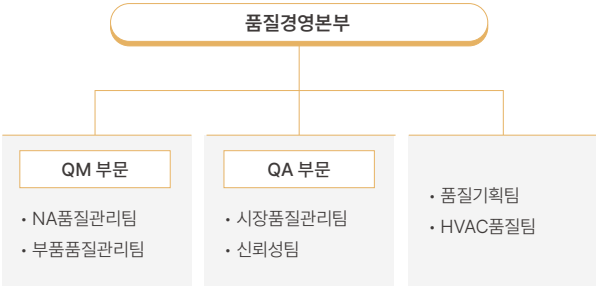 품질경영본부
QM 부문
• NA품질관리팀
• 부품품질관리팀
QA 부문
• 시장품질관리팀
• 신뢰성팀
• 품질기획팀
• HVAC품질팀